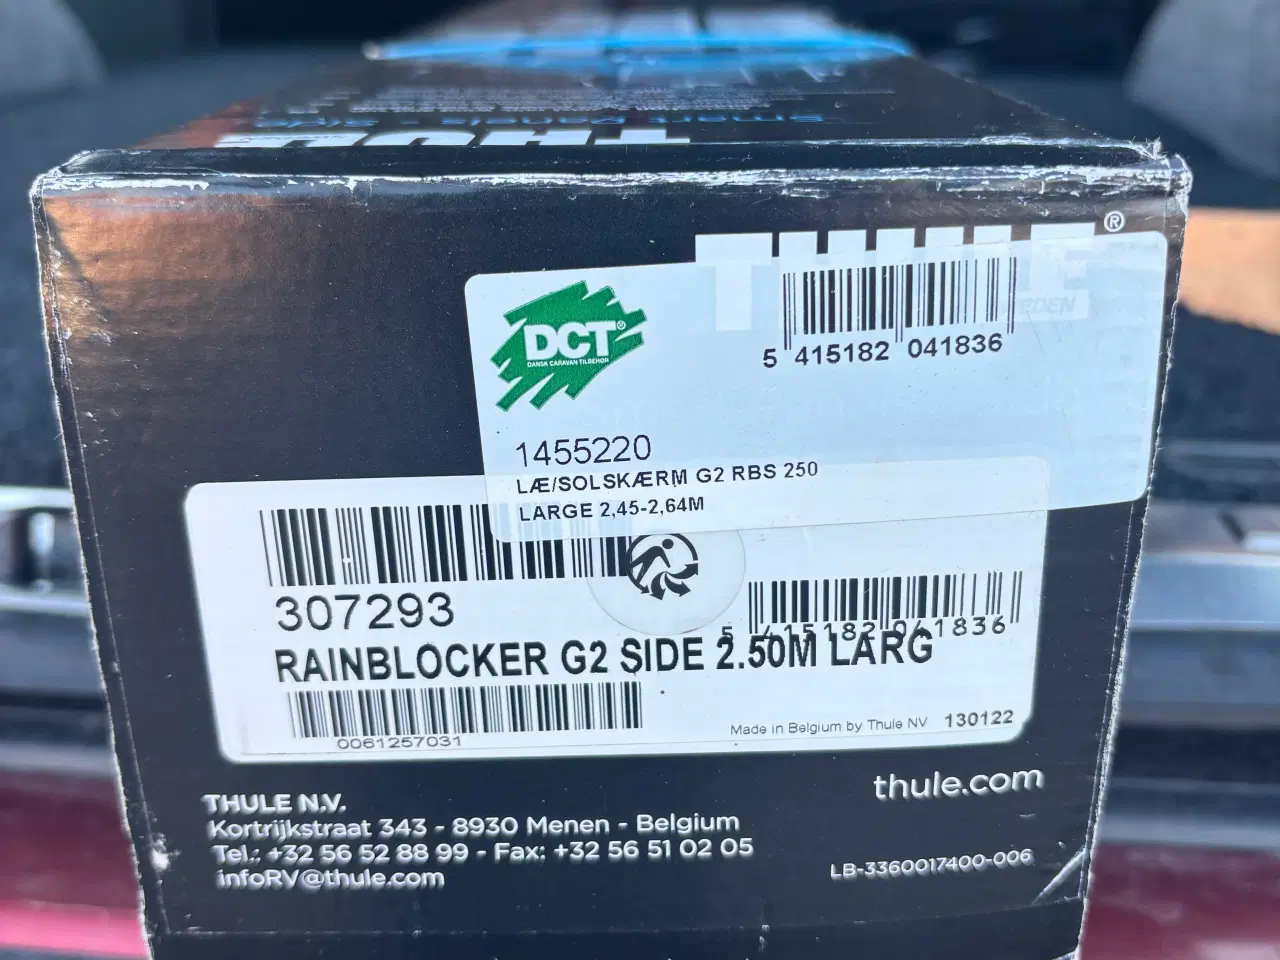 THULE
THULE®
SWEDEN
DCT®
DANSK CARAVAN TILBEHØR
5 415182 041836
1455220
LÆ/SOLSKÆRM G2 RBS 250
LARGE 2,45-2,64M
307293
5 415182 041836
RAINBLOCKER G2 SIDE 2.50M LARG
0061257031
Made in Belgium by Thule NV 130122
thule.com
THULE N.V.
Kortrijkstraat 343 - 8930 Menen - Belgium
Tel.: +32 56 52 88 99 - Fax: +32 56 51 02 05
infoRV@thule.com
LB-3360017400-006